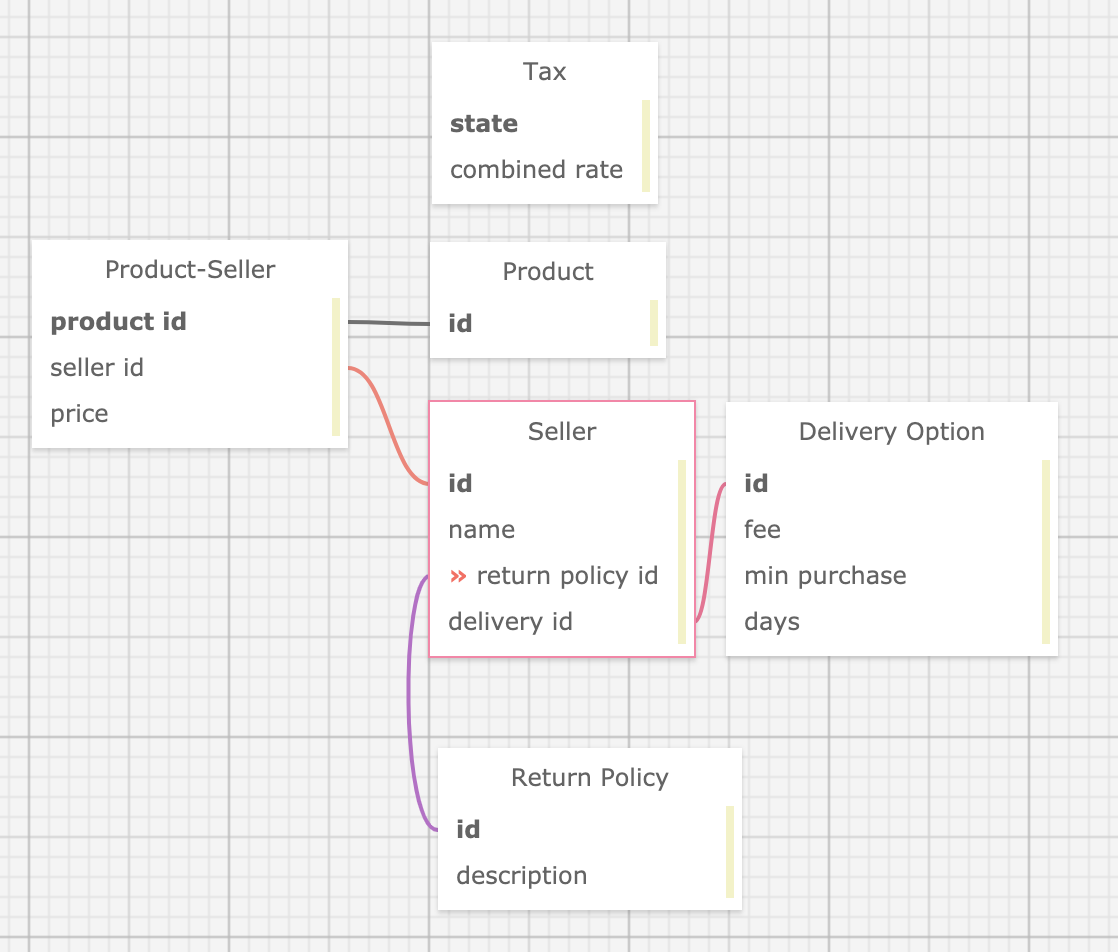 Tax
state
combined rate
Product-Seller
product id
seller id
price
Product
id
Seller
id
name
» return policy id
delivery id
Delivery Option
id
fee
min purchase
days
Return Policy
id
description